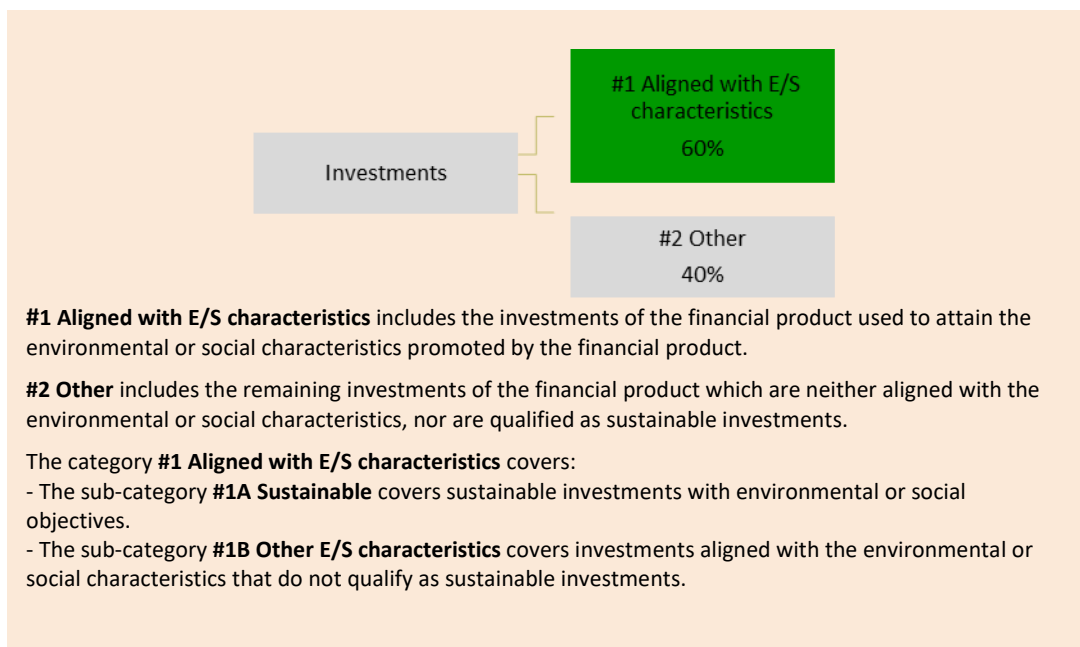 #1 Aligned with E/S
characteristics
60%
Investments
#2 Other
40%
#1 Aligned with E/S characteristics includes the investments of the financial product used to attain the
environmental or social characteristics promoted by the financial product.
#2 Other includes the remaining investments of the financial product which are neither aligned with the
environmental or social characteristics, nor are qualified as sustainable investments.
The category #1 Aligned with E/S characteristics covers:
- The sub-category #1A Sustainable covers sustainable investments with environmental or social
objectives.
- The sub-category #1B Other E/S characteristics covers investments aligned with the environmental or
social characteristics that do not qualify as sustainable investments.